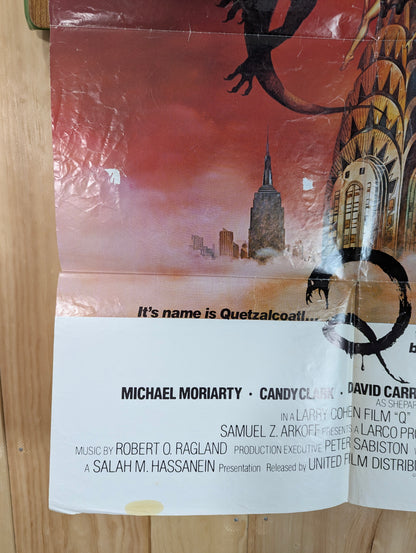 It's name is Quetzalcoatl...
Q
b
MICHAEL MORIARTY · CANDY CLARK · DAVID CARR
AS SHEPAR
IN A LARRY COHEN FILM "Q"
SAMUEL Z. ARKOFF PRESENTS A LARCO PRO
MUSIC BY ROBERT O. RAGLAND PRODUCTION EXECUTIVE PETER SABISTON
A SALAH M. HASSANEIN Presentation Released by UNITED FILM DISTRIB